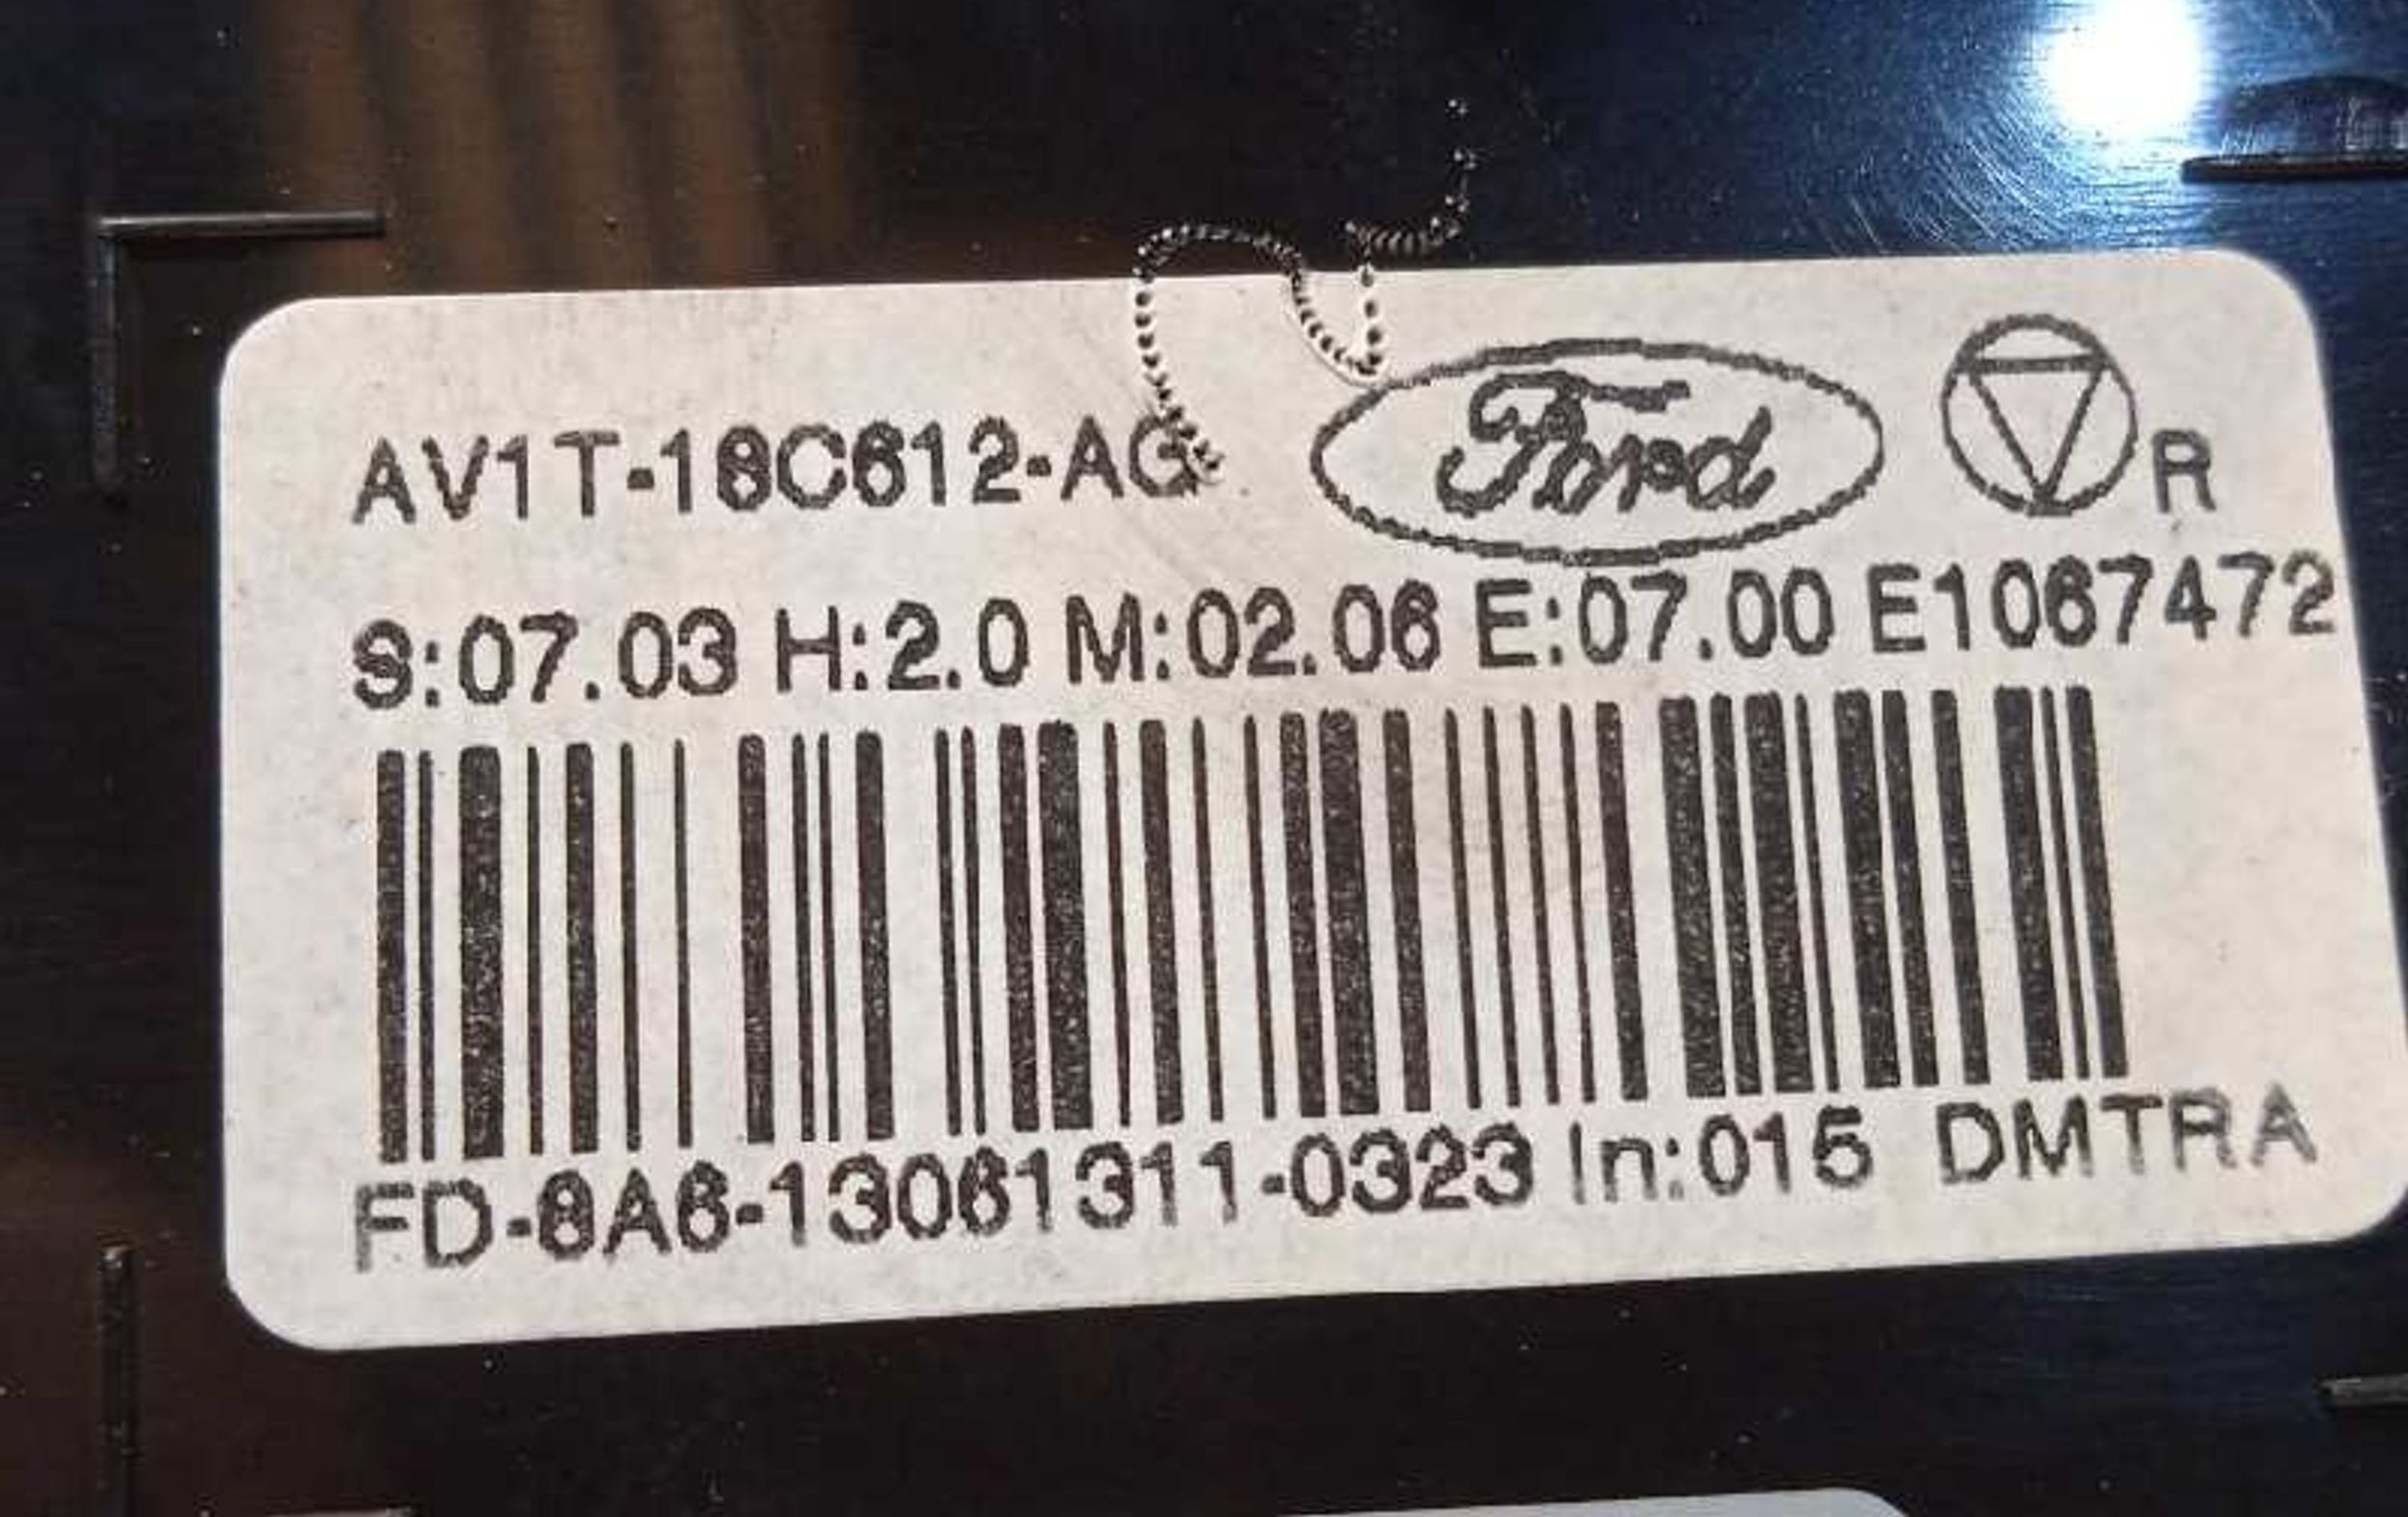 AV1T-18C612-AG Ford R
S:07.03 H:2.0 M:02.06 E:07.00 E1067472
FD-8A6-13061311-0323 In:015 DMTRA